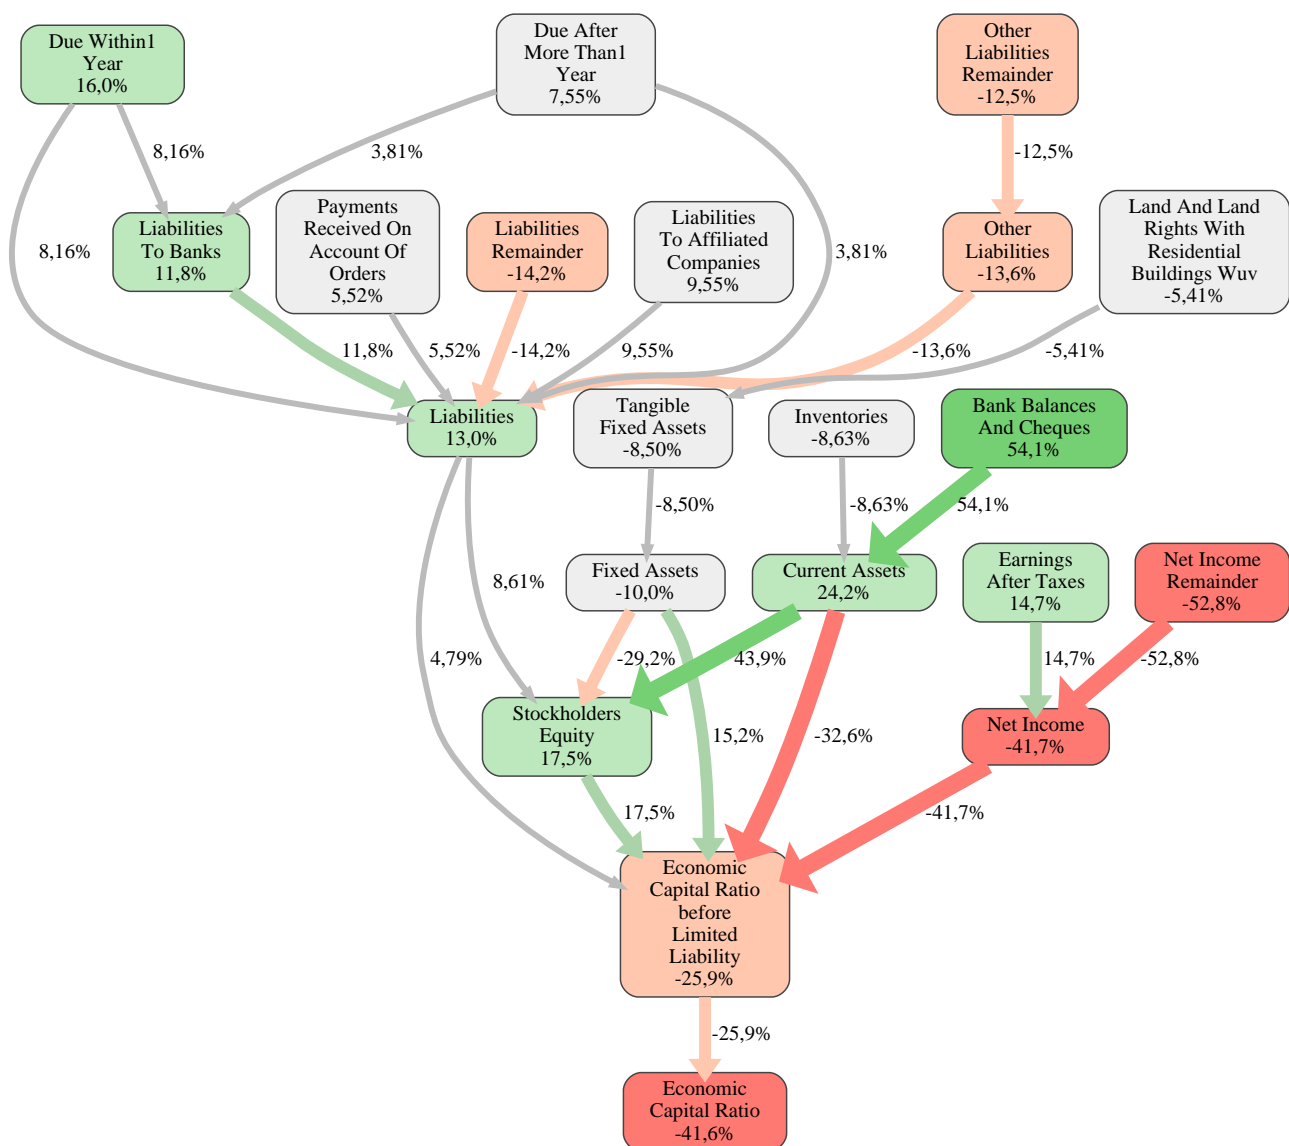 Due Within1
Year
16,0%
Due After
More Than1
Year
7,55%
Other
Liabilities
Remainder
-12,5%
8,16%
3,81%
-12,5%
Liabilities
To Banks
11,8%
Payments
Received On
Account Of
Orders
5,52%
Liabilities
Remainder
-14,2%
Liabilities
To Affiliated
Companies
9,55%
Other
Liabilities
-13,6%
Land And Land
Rights With
Residential
Buildings Wuv
-5,41%
8,16%
3,81%
11,8%
5,52%
-14,2%
9,55%
-13,6%
-5,41%
Liabilities
13,0%
Tangible
Fixed Assets
-8,50%
Inventories
-8,63%
Bank Balances
And Cheques
54,1%
-8,50%
-8,63%
54,1%
8,61%
Fixed Assets
-10,0%
Current Assets
24,2%
Earnings
After Taxes
14,7%
Net Income
Remainder
-52,8%
4,79%
-29,2%
43,9%
14,7%
-52,8%
Stockholders
Equity
17,5%
15,2%
-32,6%
Net Income
-41,7%
17,5%
-41,7%
Economic
Capital Ratio
before
Limited
Liability
-25,9%
-25,9%
Economic
Capital Ratio
-41,6%